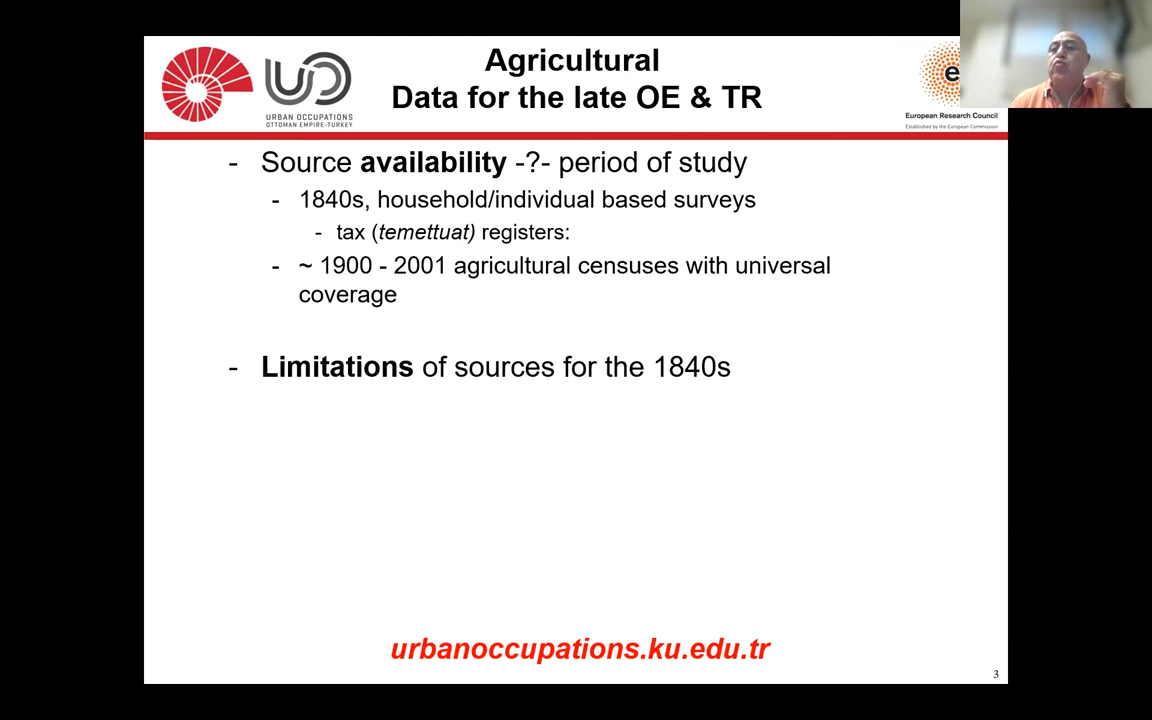 Agricultural
Data for the late OE & TR
URBAN OCCUPATIONS
OTTOMAN EMPIRE-TURKEY
e
European Research Council
Established by the European Commission
- Source availability -?- period of study
- 1840s, household/individual based surveys
- tax (temettuat) registers:
- ~ 1900 - 2001 agricultural censuses with universal
coverage
- Limitations of sources for the 1840s
urbanoccupations.ku.edu.tr
3